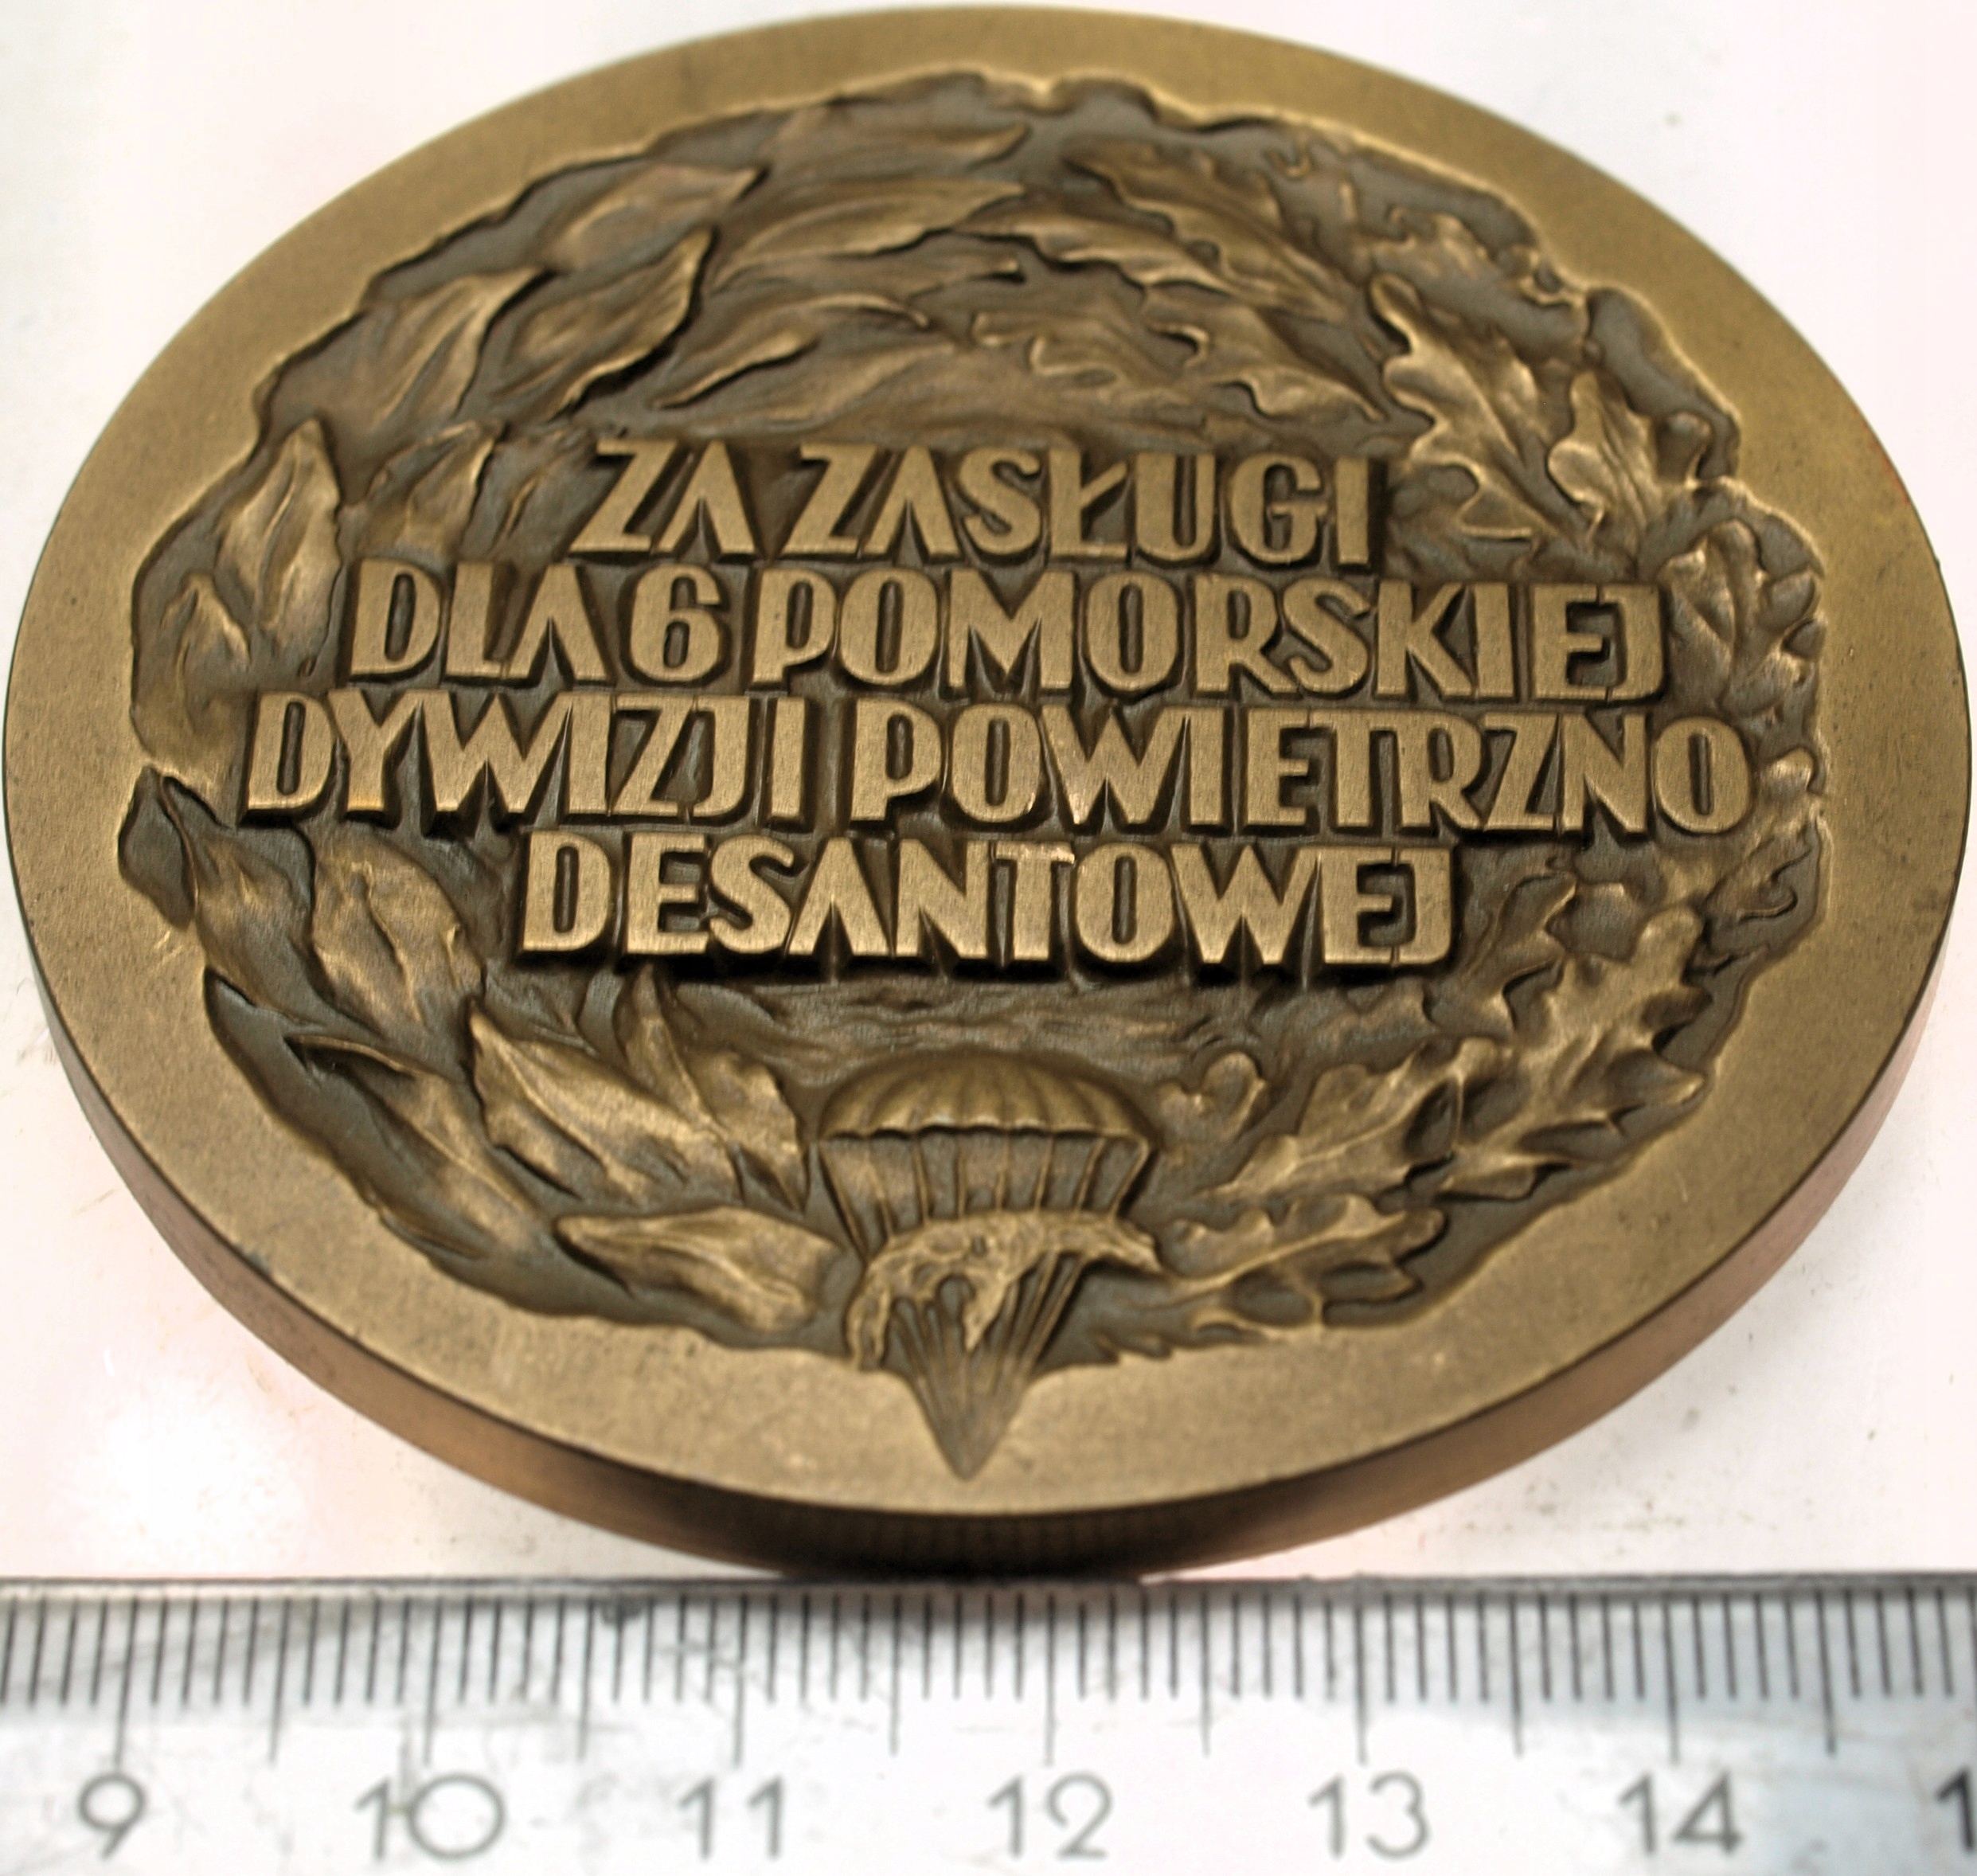 ZA ZASŁUGI
DLA 6 POMORSKIEJ
DYWIZJI POWIETRZNO
DESANTOWEJ
9 10 11 12 13 14